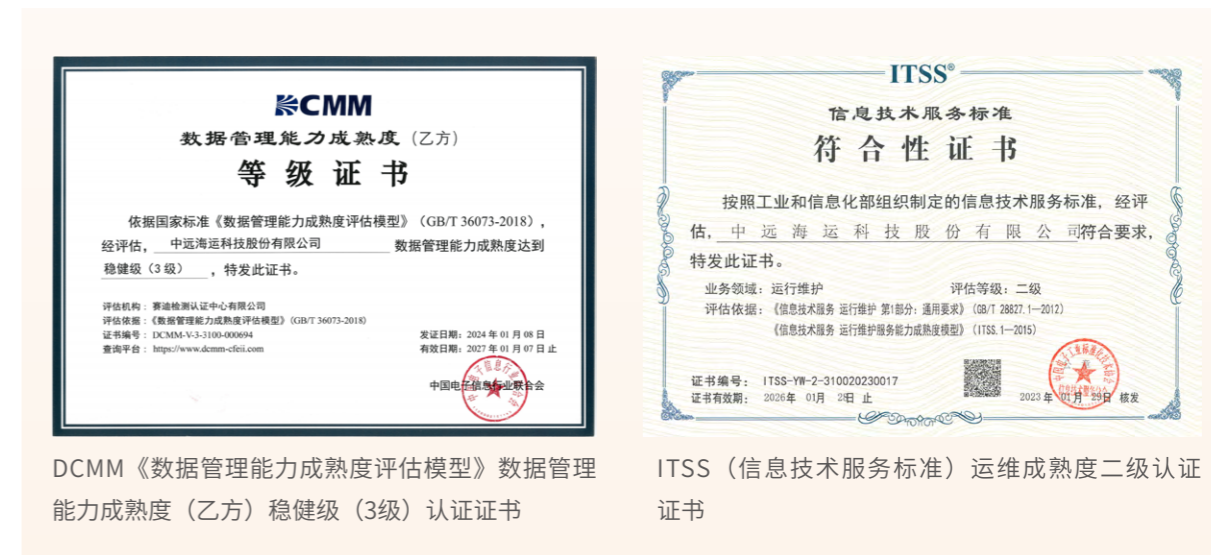 CMM
数据管理能力成熟度（乙方）
等级证书
依据国家标准《数据管理能力成熟度评估模型》（GB/T 36073-2018），
经评估，中远海运科技股份有限公司 数据管理能力成熟度达到
稳健级（3级），特发此证书。
评估机构：赛迪检测认证中心有限公司
评估依据：《数据管理能力成熟度评估模型》（GB/T 36073-2018）
证书编号：DCMM-V-3-3100-000694
查询平台：https://www.dcmm-cfeii.com
发证日期：2024年01月08日
有效日期：2027年01月07日止
中国电子信息行业联合会
DCMM《数据管理能力成熟度评估模型》数据管理
能力成熟度（乙方）稳健级（3级）认证证书
ITSS®
信息技术服务标准
符合性证书
按照工业和信息化部组织制定的信息技术服务标准，经评
估，中远海运科技股份有限公司符合要求，
特发此证书。
业务领域：运行维护 评估等级：二级
评估依据：《信息技术服务 运行维护 第1部分：通用要求》（GB/T 28827.1—2012）
《信息技术服务 运行维护服务能力成熟度模型》（ITSS.1—2015）
证书编号：ITSS-YW-2-310020230017
证书有效期：2026年 01月 28日 止
2023年 01月 29日 核发
ITSS（信息技术服务标准）运维成熟度二级认证
证书